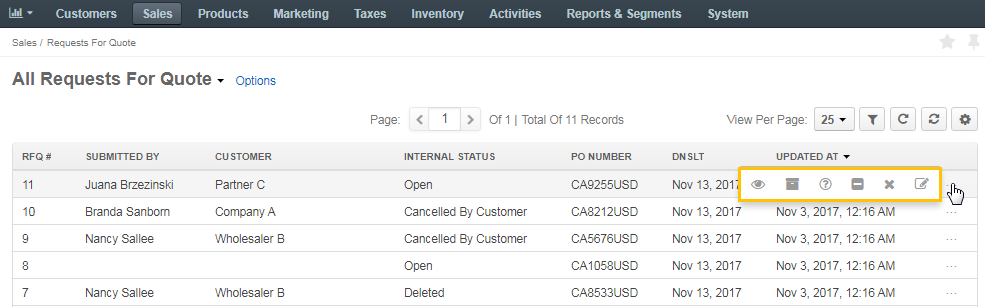 Customers Sales Products Marketing Taxes Inventory Activities Reports & Segments System
Sales / Requests For Quote
All Requests For Quote Options
Page: 1 Of 1 | Total Of 11 Records View Per Page: 25
RFQ # SUBMITTED BY CUSTOMER INTERNAL STATUS PO NUMBER DNSLT UPDATED AT
11 Juana Brzezinski Partner C Open CA9255USD Nov 13, 2017
10 Branda Sanborn Company A Cancelled By Customer CA8212USD Nov 13, 2017 Nov 3, 2017, 12:16 AM ...
9 Nancy Sallee Wholesaler B Cancelled By Customer CA5676USD Nov 13, 2017 Nov 3, 2017, 12:16 AM ...
8 Open CA1058USD Nov 13, 2017 Nov 3, 2017, 12:16 AM ...
7 Nancy Sallee Wholesaler B Deleted CA8533USD Nov 13, 2017 Nov 3, 2017, 12:16 AM ...